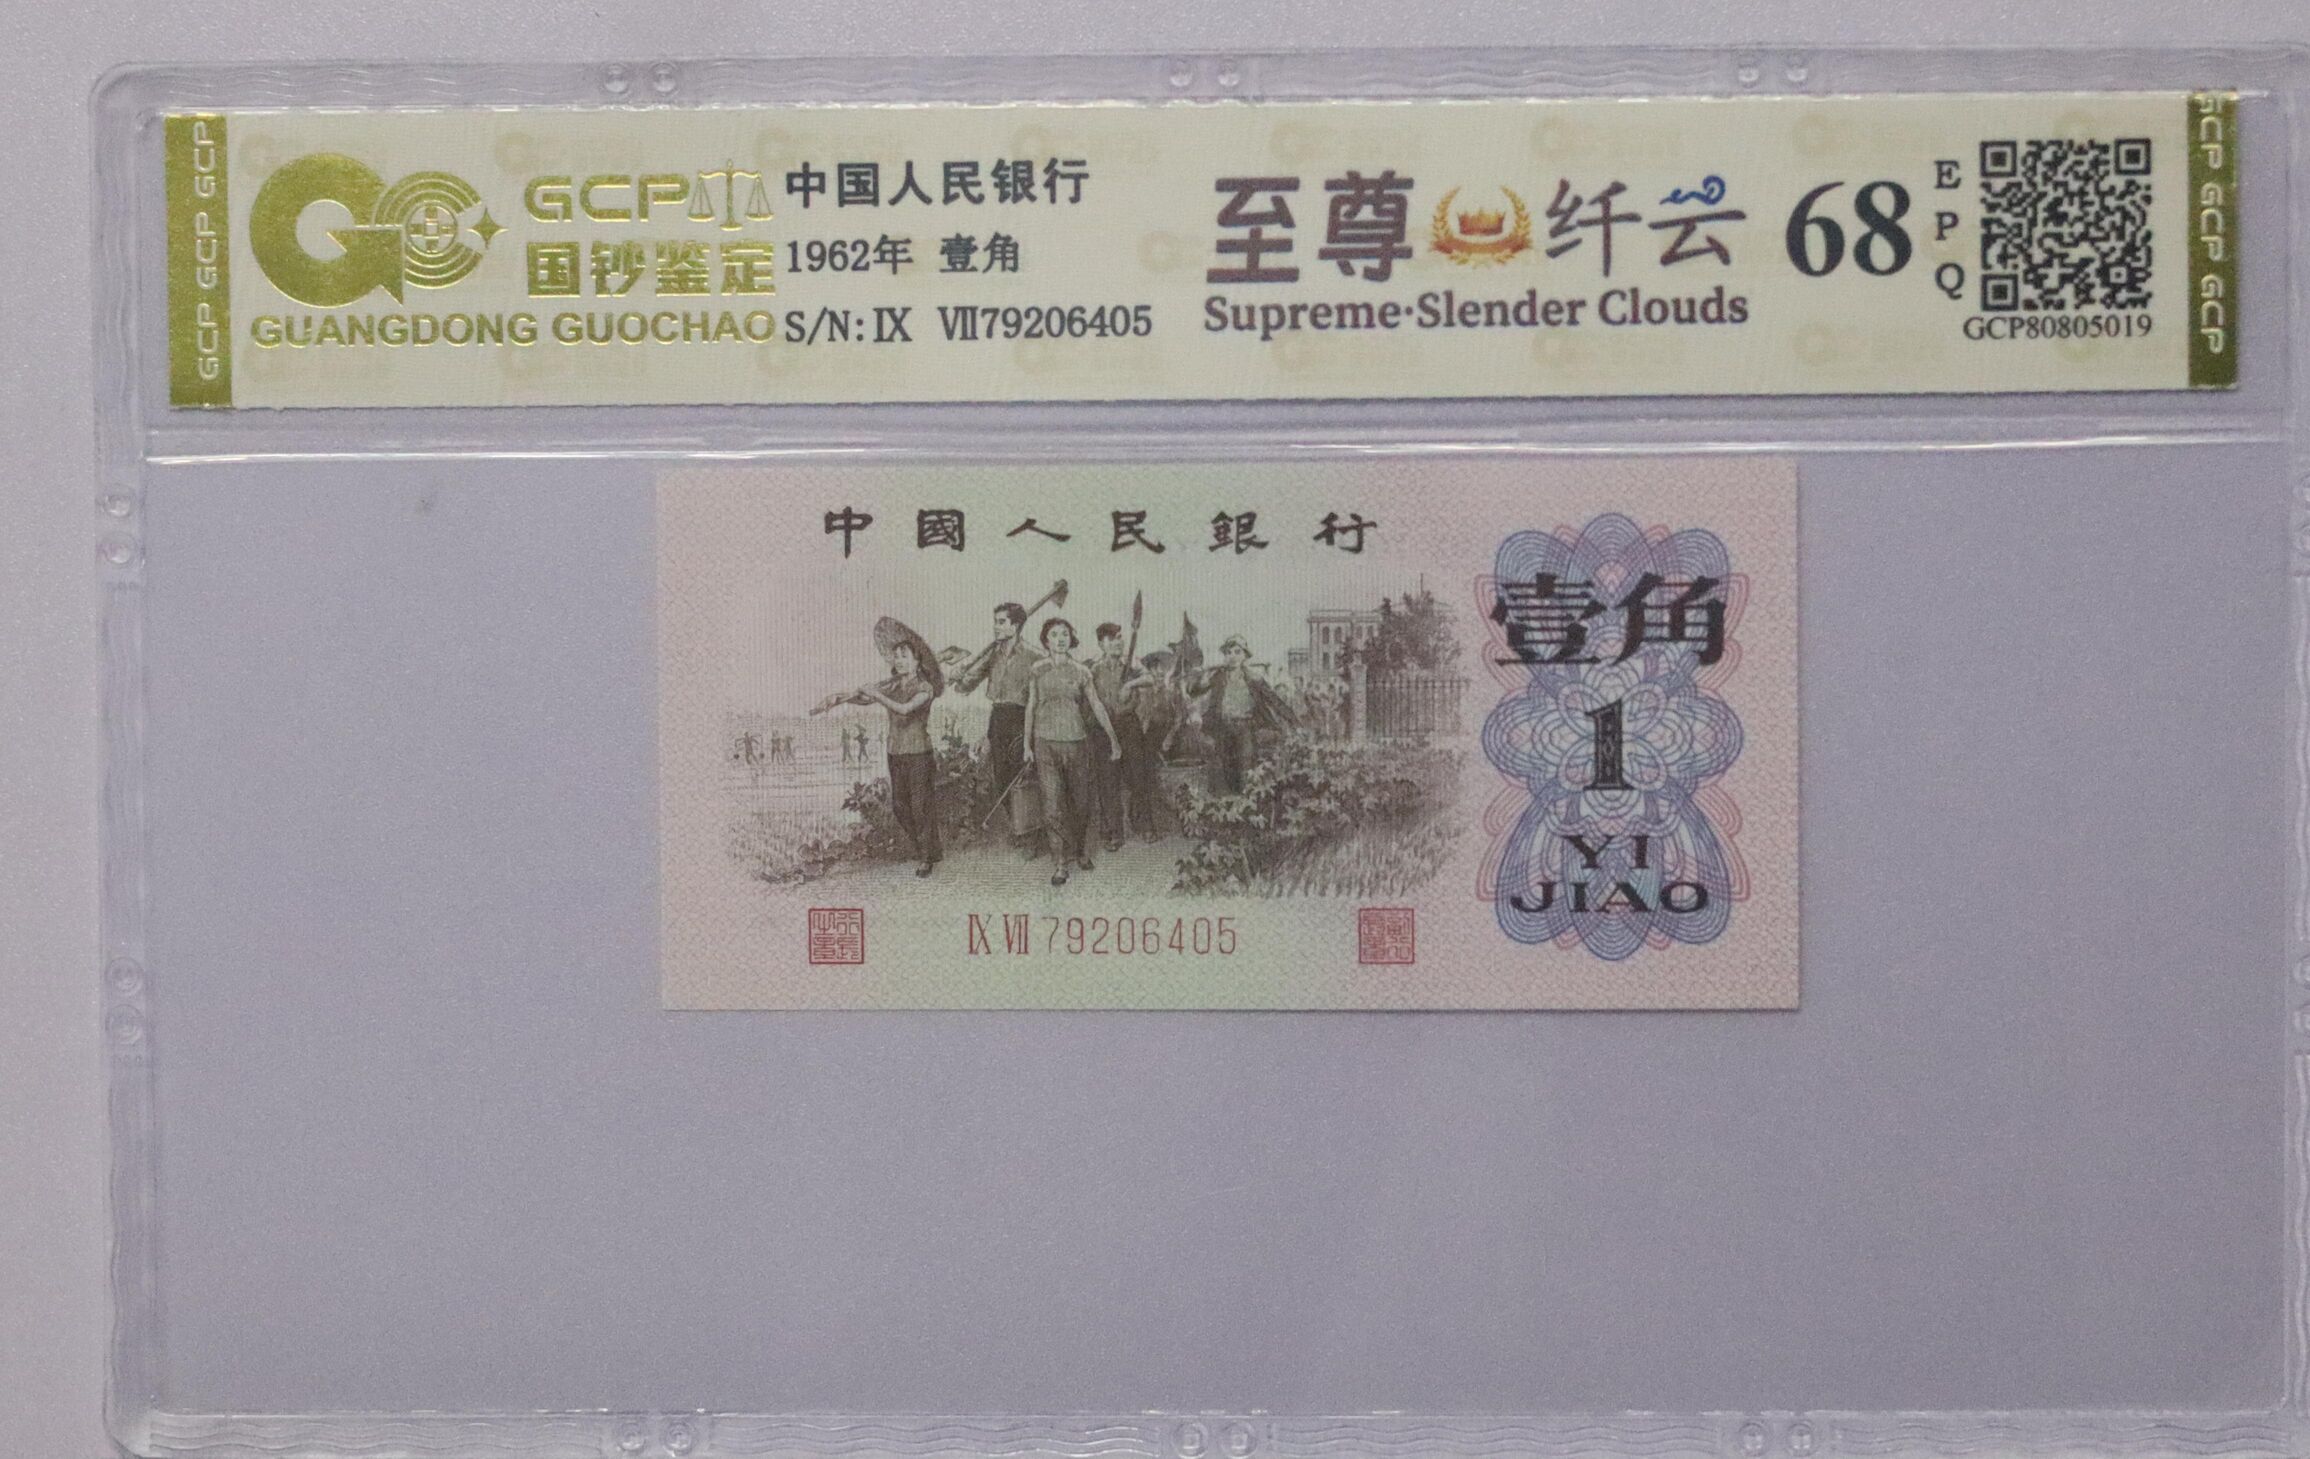 GCP GCP GCP
GCP
国钞鉴定
GUANGDONG GUOCHAO
中国人民银行
1962年 壹角
S/N: IX VII79206405
至尊 纤云
Supreme·Slender Clouds
68
E
P
Q
GCP80805019
GCP GCP GCP
中國人民銀行
壹角
1
YI
JIAO
IX VII 79206405